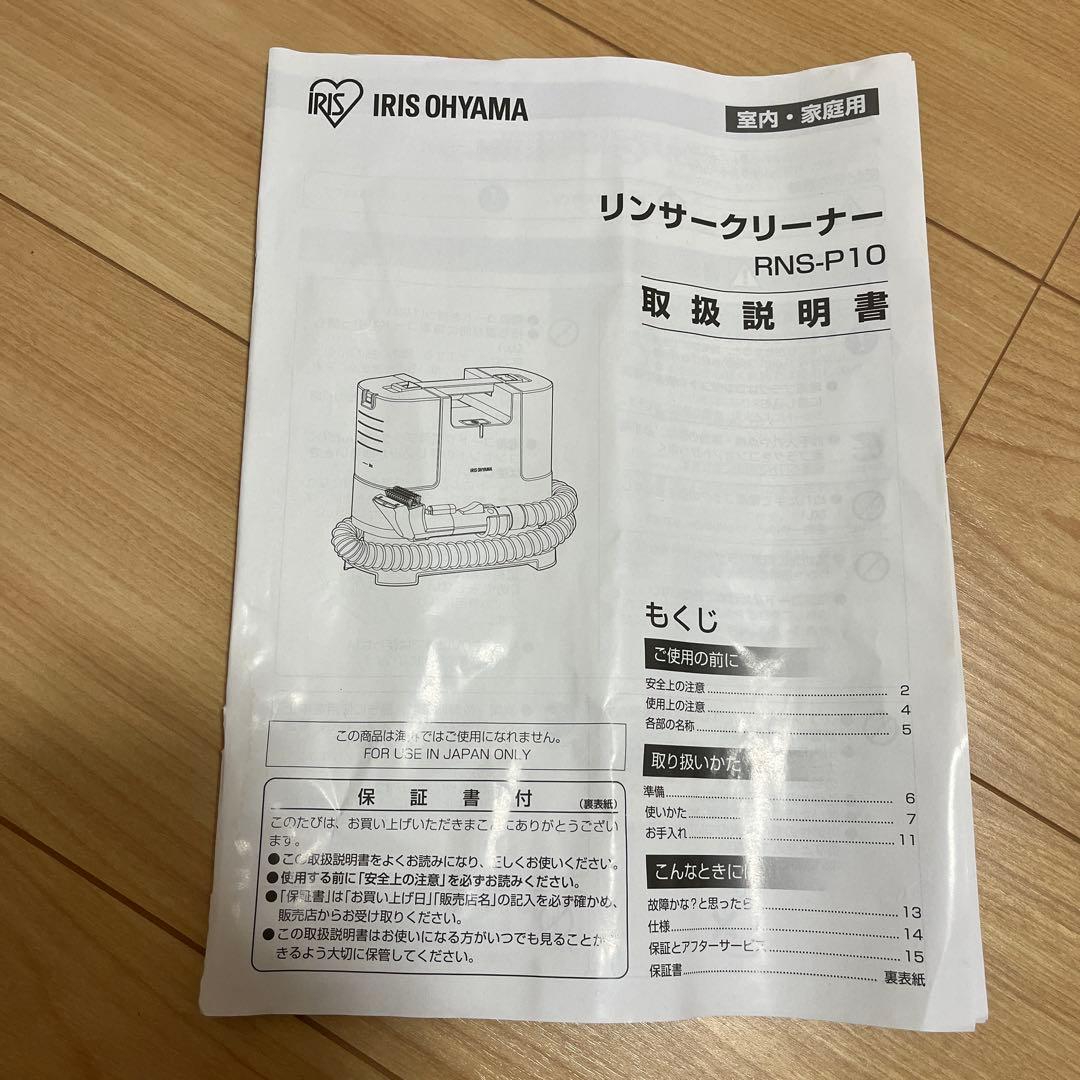 IRIS IRIS OHYAMA
室内・家庭用
リンサークリーナー
RNS-P10
取扱説明書
IRIS OHYAMA
もくじ
ご使用の前に
安全上の注意 2
使用上の注意 4
各部の名称 5
取り扱いかた
準備 6
使いかた 7
お手入れ 11
こんなときには
故障かな?と思ったら 13
仕様 14
保証とアフターサービス 15
保証書 裏表紙
この商品は海外ではご使用になれません。
FOR USE IN JAPAN ONLY
保証書付 (裏表紙)
このたびは、お買い上げいただきまことにありがとうござい
ます。
●この取扱説明書をよくお読みになり、正しくお使いください。
●使用する前に「安全上の注意」を必ずお読みください。
●「保証書」は「お買い上げ日」「販売店名」の記入を必ず確かめ、
販売店からお受け取りください。
●この取扱説明書はお使いになる方がいつでも見ることがで
きるよう大切に保管してください。